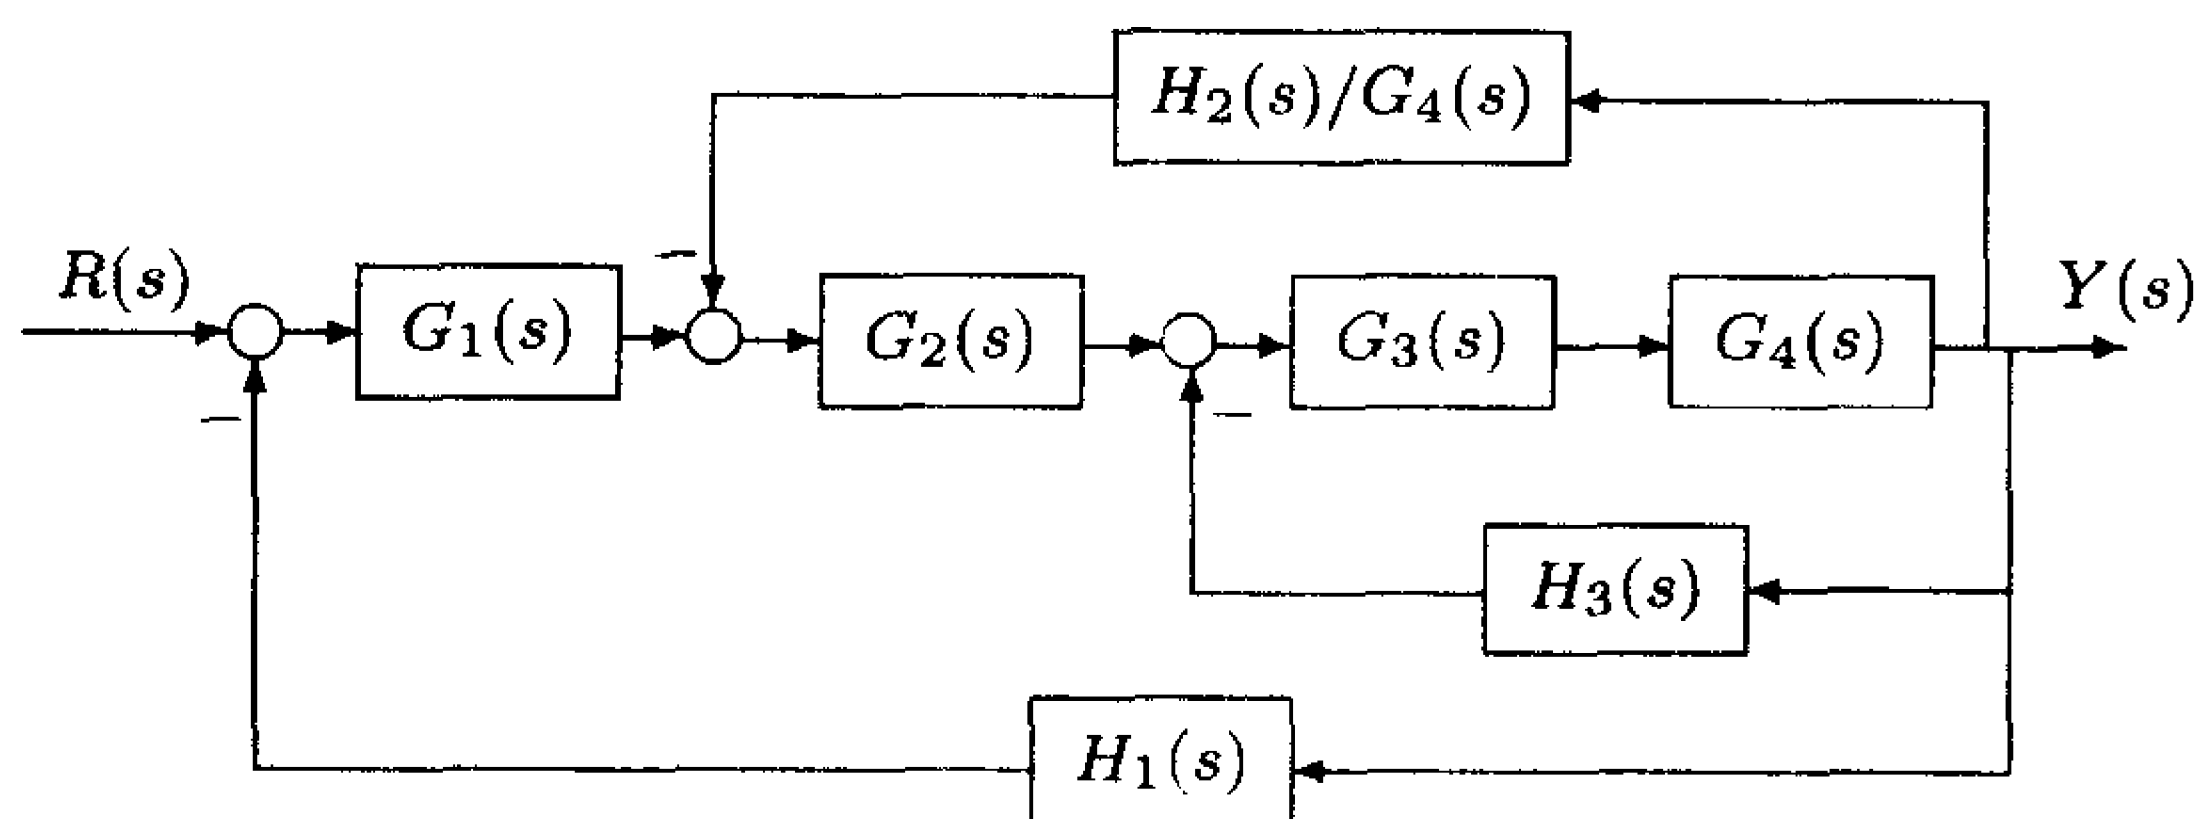 H₂(s)/G₄(s)
R(s)
−
G₁(s)
G₂(s)
G₃(s)
G₄(s)
Y(s)
−
−
H₃(s)
H₁(s)